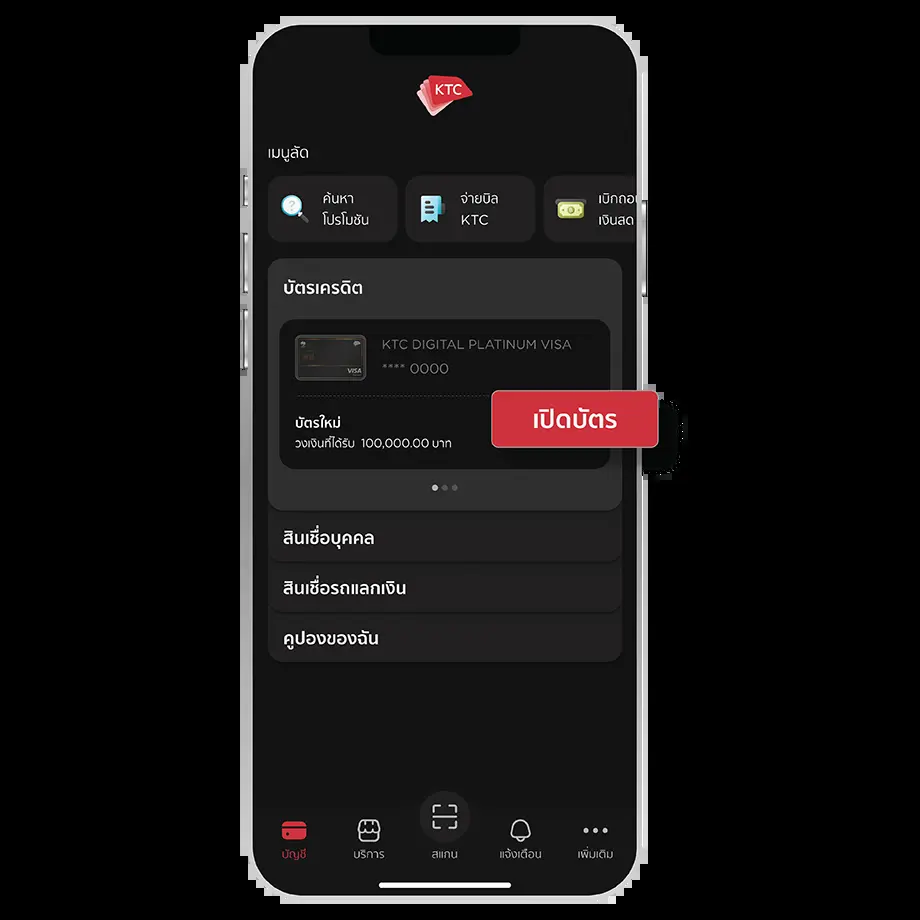 KTC
เมนูลัด
ค้นหา
โปรโมชัน
จ่ายบิล
KTC
เบิกถอน
เงินสด
บัตรเครดิต
KTC DIGITAL PLATINUM VISA
**** 0000
VISA
บัตรใหม่
วงเงินที่ได้รับ 100,000.00 บาท
เปิดบัตร
สินเชื่อบุคคล
สินเชื่อรถแลกเงิน
คูปองของฉัน
บัญชี
บริการ
สแกน
แจ้งเตือน
เพิ่มเติม